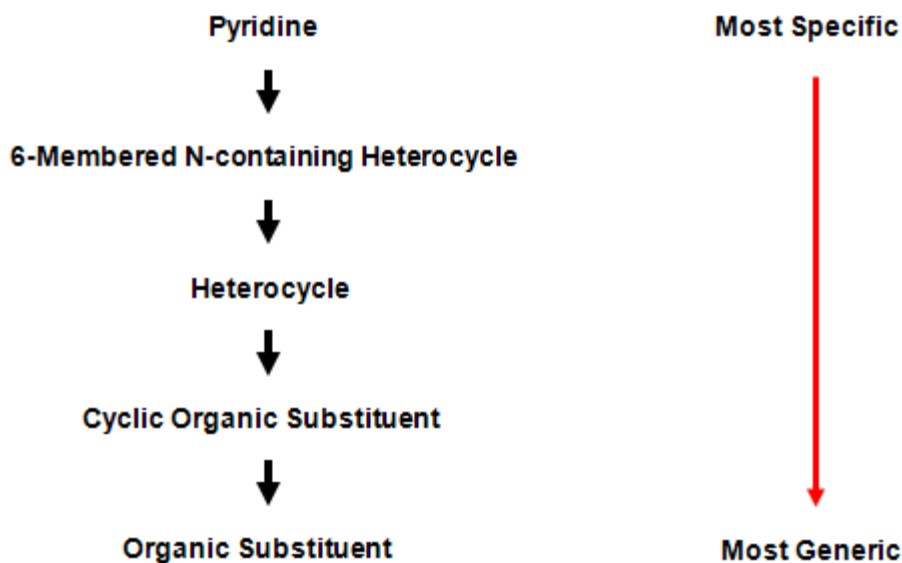 Pyridine
Most Specific
6-Membered N-containing Heterocycle
Heterocycle
Cyclic Organic Substituent
Organic Substituent
Most Generic